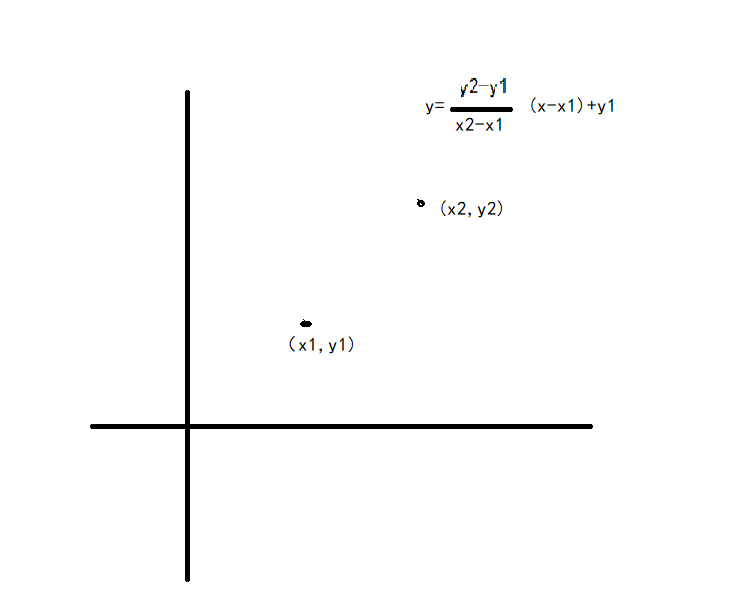 y2-y1
y= (x-x1)+y1
x2-x1
(x2,y2)
(x1,y1)